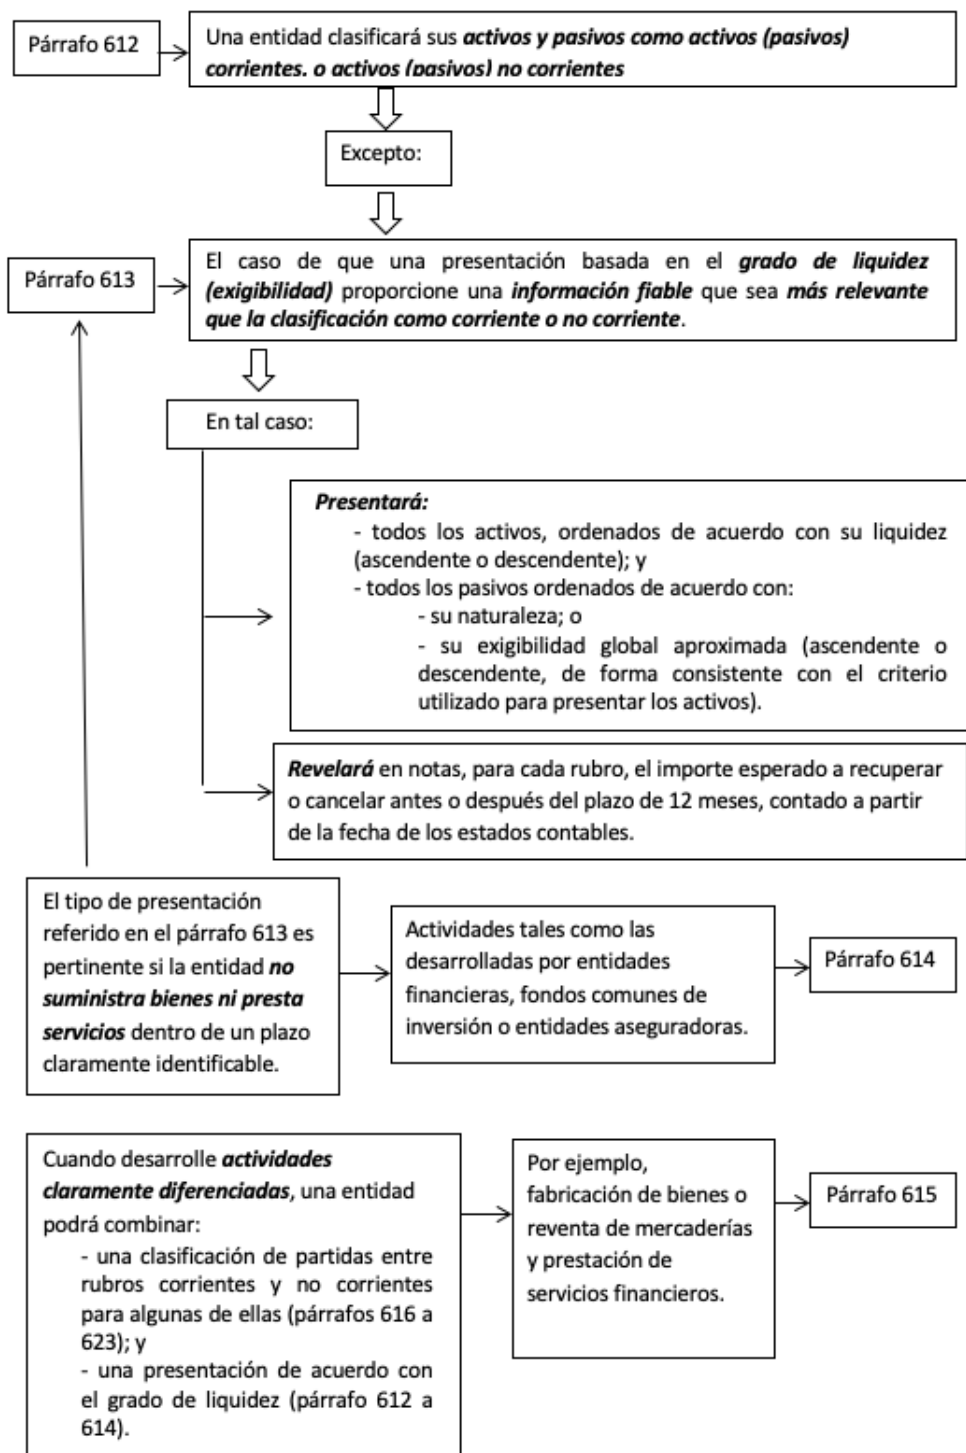 Párrafo 612
Una entidad clasificará sus activos y pasivos como activos (pasivos)
corrientes, o activos (pasivos) no corrientes
Excepto:
Párrafo 613
El caso de que una presentación basada en el grado de liquidez
(exigibilidad) proporcione una información fiable que sea más relevante
que la clasificación como corriente o no corriente.
En tal caso:
Presentará:
- todos los activos, ordenados de acuerdo con su liquidez
(ascendente o descendente); y
- todos los pasivos ordenados de acuerdo con:
- su naturaleza; o
- su exigibilidad global aproximada (ascendente o
descendente, de forma consistente con el criterio
utilizado para presentar los activos).
Revelará en notas, para cada rubro, el importe esperado a recuperar
o cancelar antes o después del plazo de 12 meses, contado a partir
de la fecha de los estados contables.
El tipo de presentación
referido en el párrafo 613 es
pertinente si la entidad no
suministra bienes ni presta
servicios dentro de un plazo
claramente identificable.
Actividades tales como las
desarrolladas por entidades
financieras, fondos comunes de
inversión o entidades aseguradoras.
Párrafo 614
Cuando desarrolle actividades
claramente diferenciadas, una entidad
podrá combinar:
- una clasificación de partidas entre
rubros corrientes y no corrientes
para algunas de ellas (párrafos 616 a
623); y
- una presentación de acuerdo con
el grado de liquidez (párrafo 612 a
614).
Por ejemplo,
fabricación de bienes o
reventa de mercaderías
y prestación de
servicios financieros.
Párrafo 615